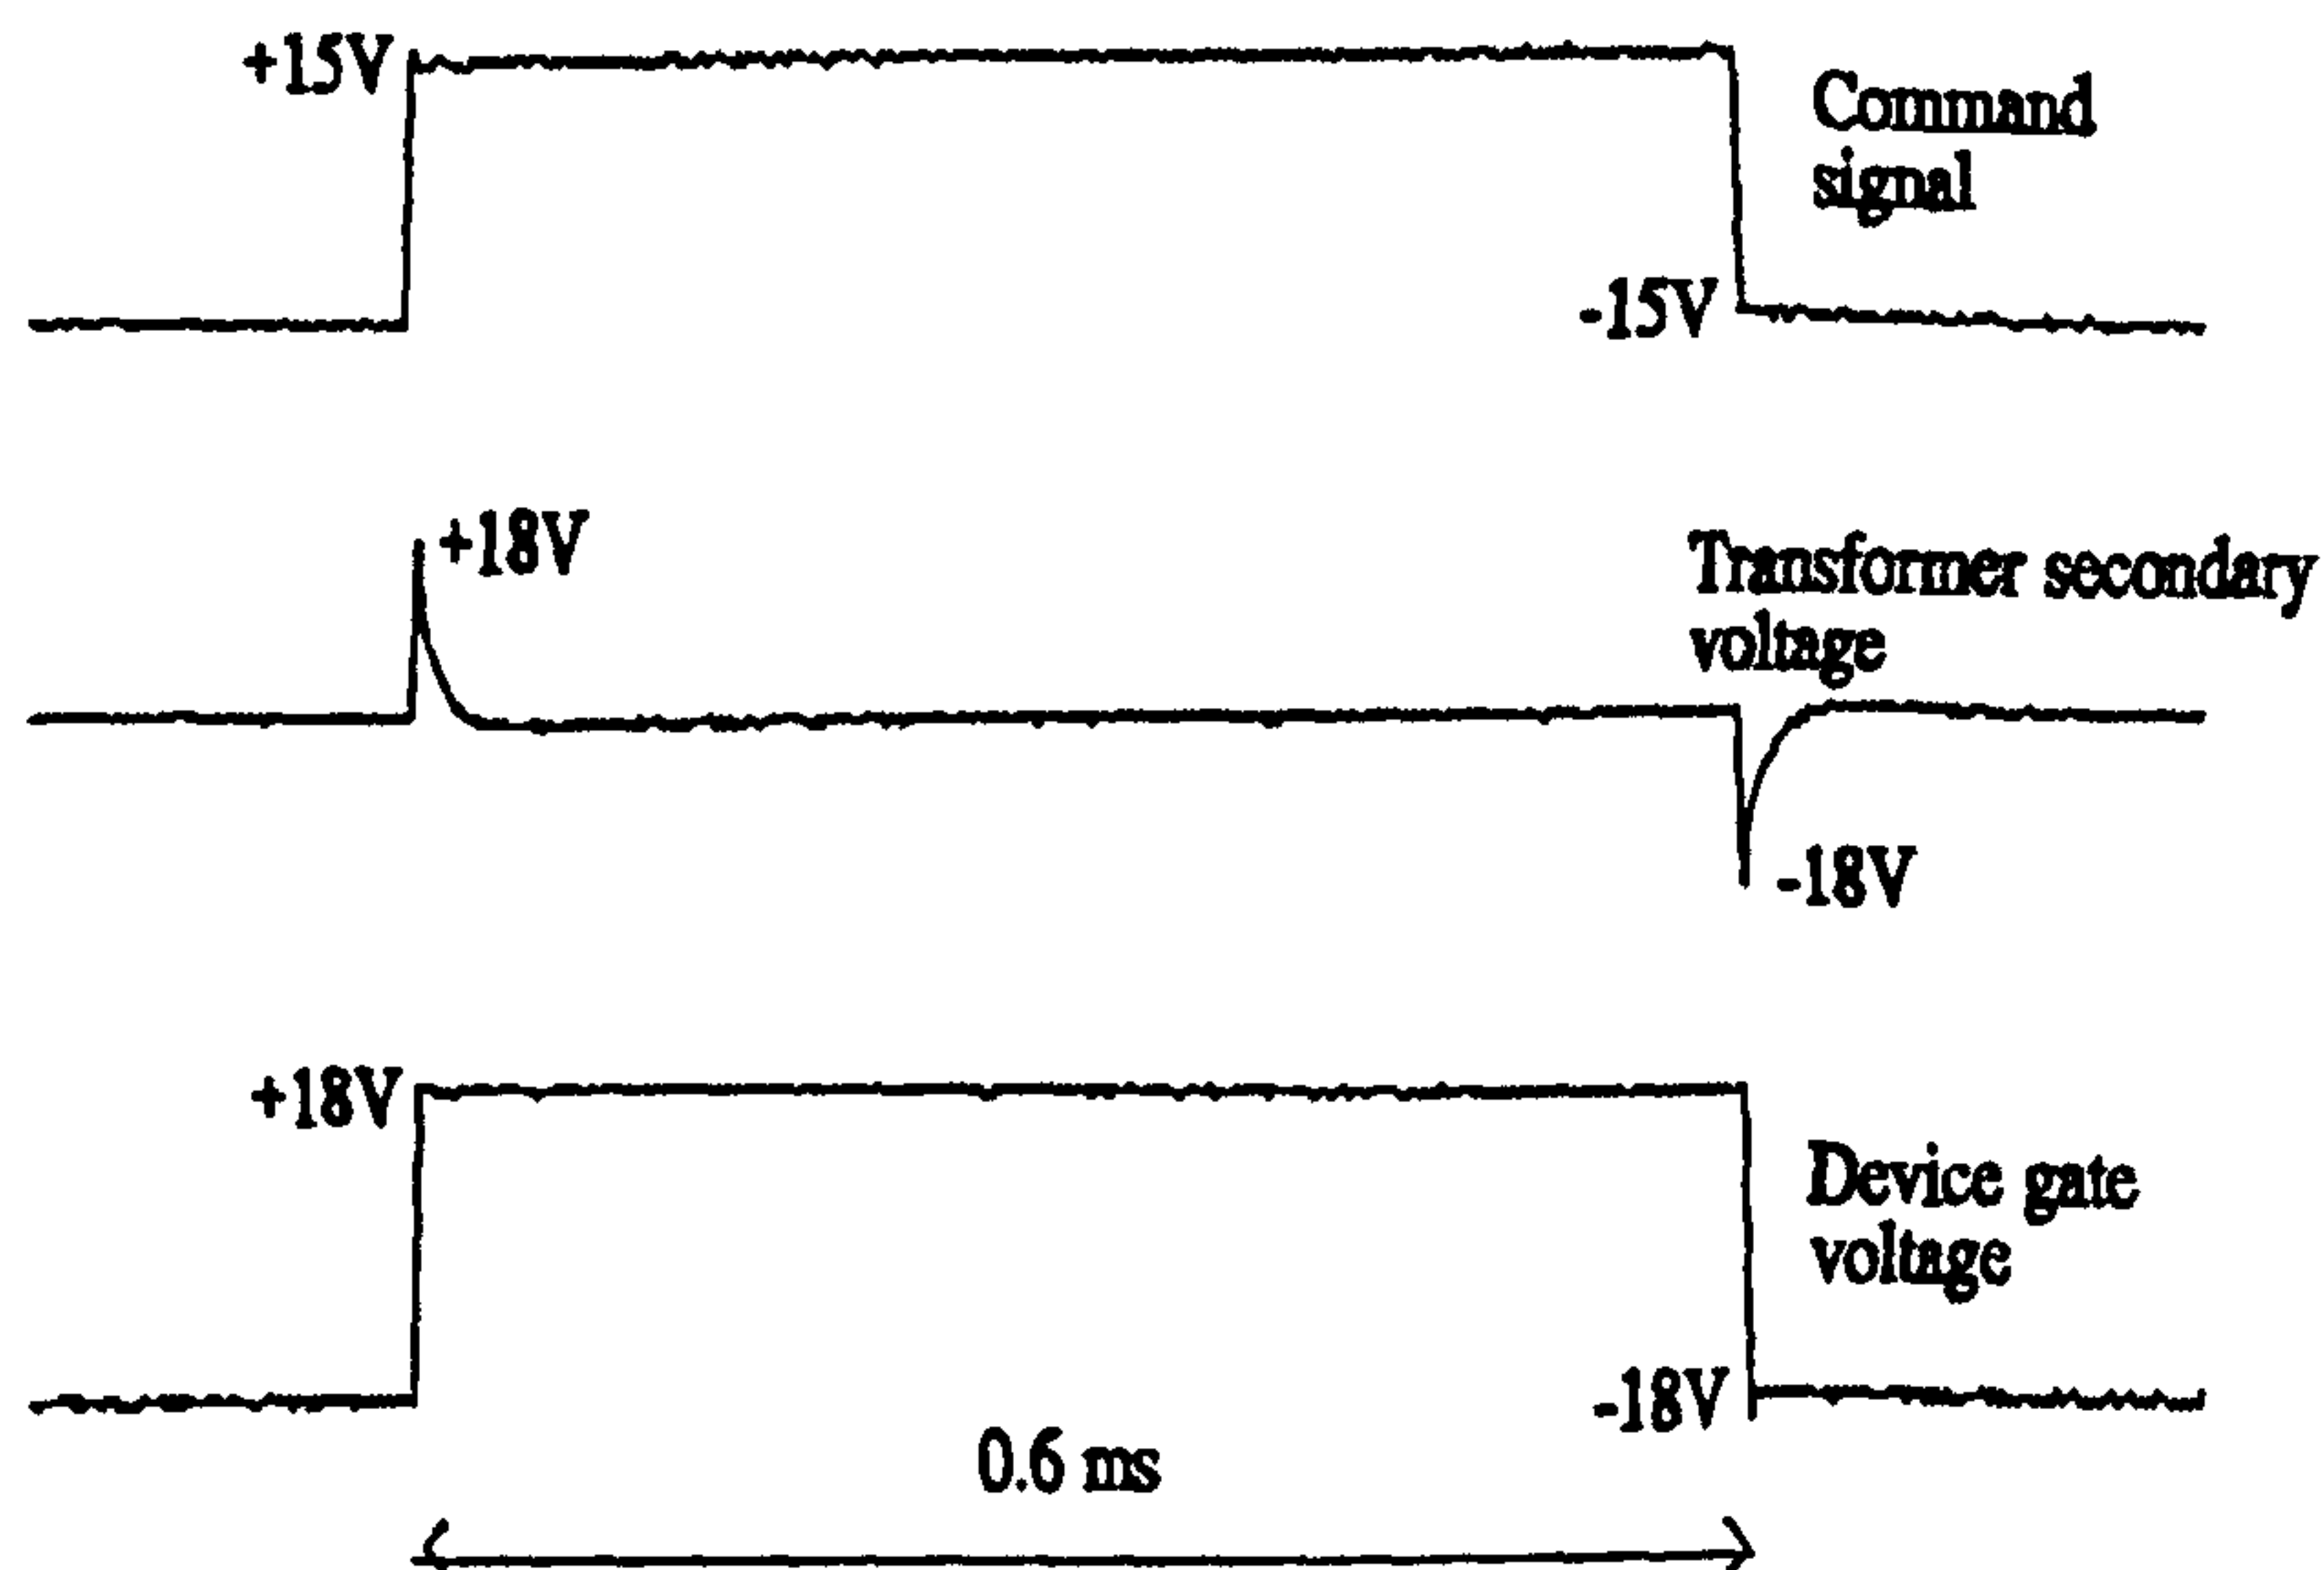 +15V
Command
signal
-15V
+18V
Transformer secondary
voltage
-18V
+18V
Device gate
voltage
-18V
0.6 ms